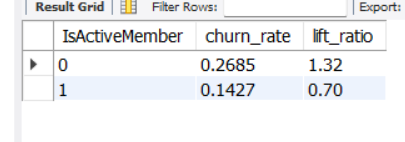 Result Grid Filter Rows: Export:
IsActiveMember churn_rate lift_ratio
0 0.2685 1.32
1 0.1427 0.70